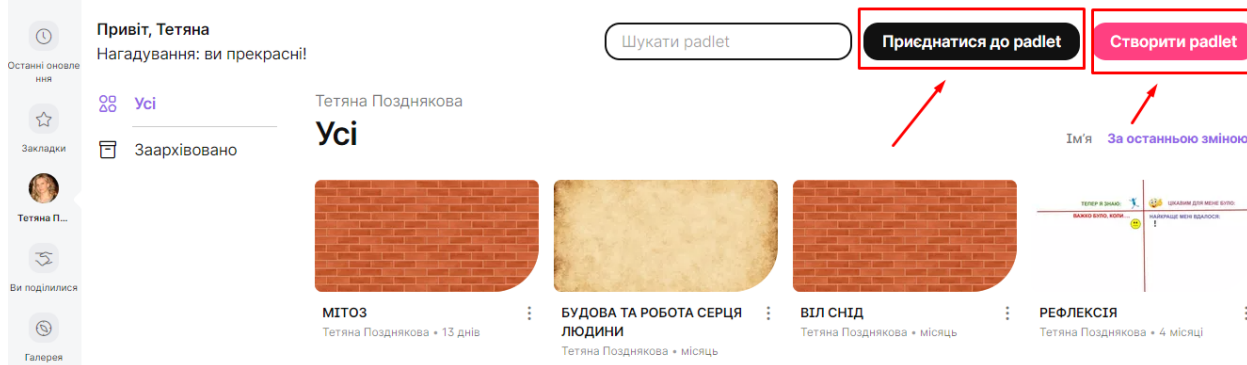 Привіт, Тетяна
Нагадування: ви прекрасні!
Шукати padlet
Приєднатися до padlet
Створити padlet
Останні оновле
ння
Закладки
Тетяна П...
Ви поділилися
Галерея
Усі
Заархівовано
Тетяна Позднякова
Усі
Ім'я
За останньою зміною
ТЕПЕР Я ЗНАЮ:
ЦІКАВИМ ДЛЯ МЕНЕ БУЛО:
ВАЖКО БУЛО, КОЛИ...
НАЙКРАЩЕ МЕНІ ВДАЛОСЯ:
!
МІТОЗ
Тетяна Позднякова • 13 днів
БУДОВА ТА РОБОТА СЕРЦЯ
ЛЮДИНИ
Тетяна Позднякова • місяць
ВІЛ СНІД
Тетяна Позднякова • місяць
РЕФЛЕКСІЯ
Тетяна Позднякова • 4 місяці